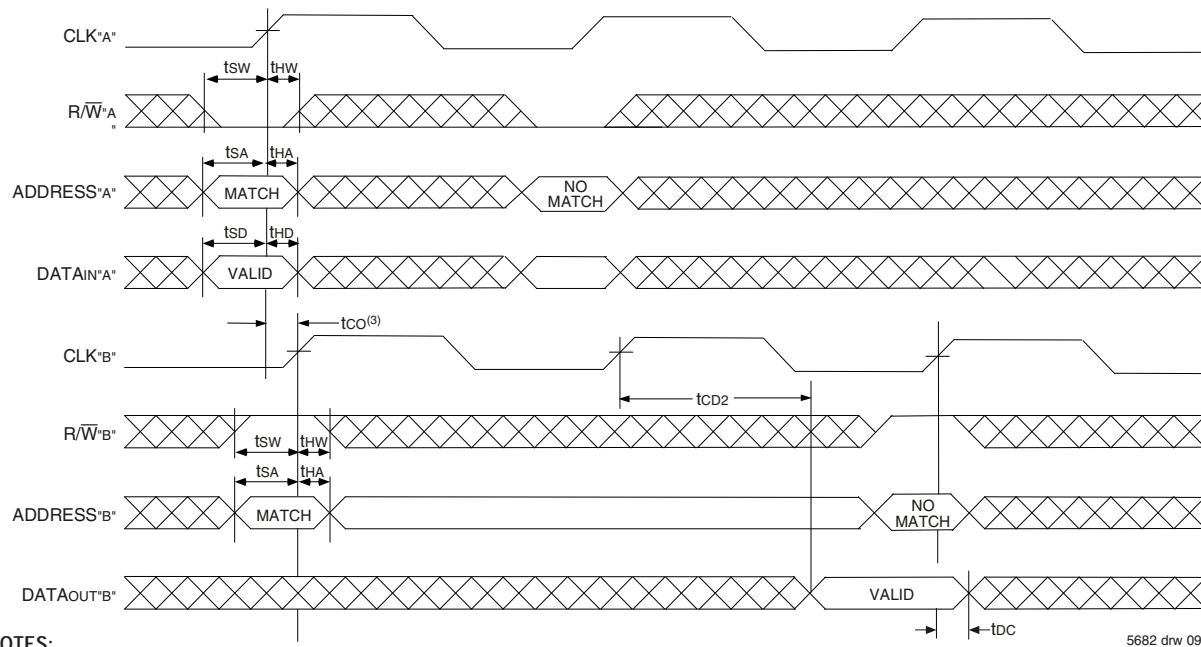 CLK"A"
tSW tHW
R/W̅"A
"
tSA tHA
ADDRESS"A"
MATCH
NO
MATCH
tSD tHD
DATAIN"A"
VALID
tCO(3)
CLK"B"
tCD2
R/W̅"B"
tSW tHW
tSA tHA
ADDRESS"B"
MATCH
NO
MATCH
DATAOUT"B"
VALID
tDC
OTES:
5682 drw 09